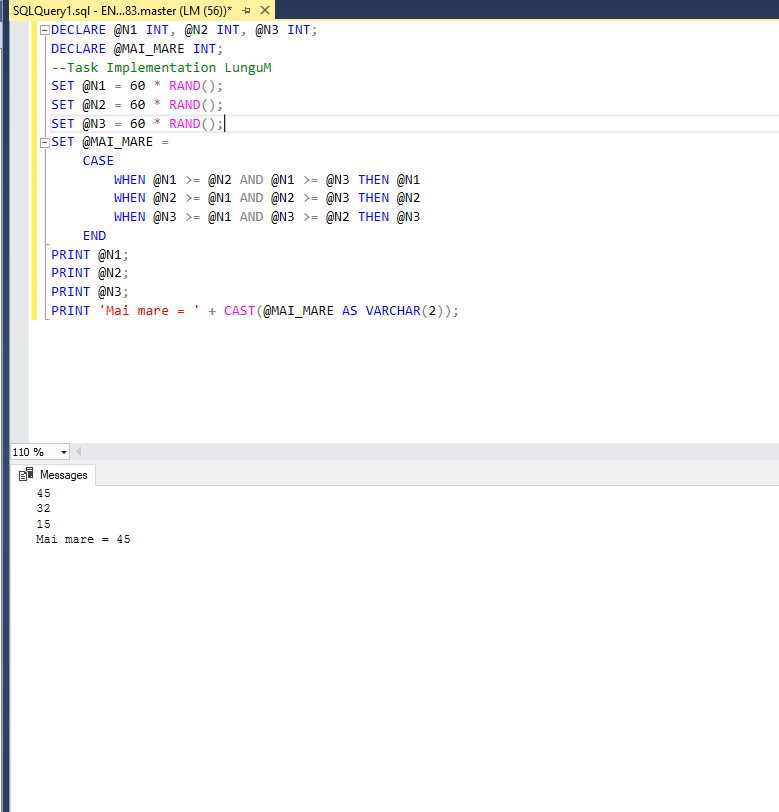 SQLQuery1.sql - EN...83.master (LM (56))*
DECLARE @N1 INT, @N2 INT, @N3 INT;
DECLARE @MAI_MARE INT;
--Task Implementation LunguM
SET @N1 = 60 * RAND();
SET @N2 = 60 * RAND();
SET @N3 = 60 * RAND();
SET @MAI_MARE =
CASE
WHEN @N1 >= @N2 AND @N1 >= @N3 THEN @N1
WHEN @N2 >= @N1 AND @N2 >= @N3 THEN @N2
WHEN @N3 >= @N1 AND @N3 >= @N2 THEN @N3
END
PRINT @N1;
PRINT @N2;
PRINT @N3;
PRINT 'Mai mare = ' + CAST(@MAI_MARE AS VARCHAR(2));
110 %
Messages
45
32
15
Mai mare = 45